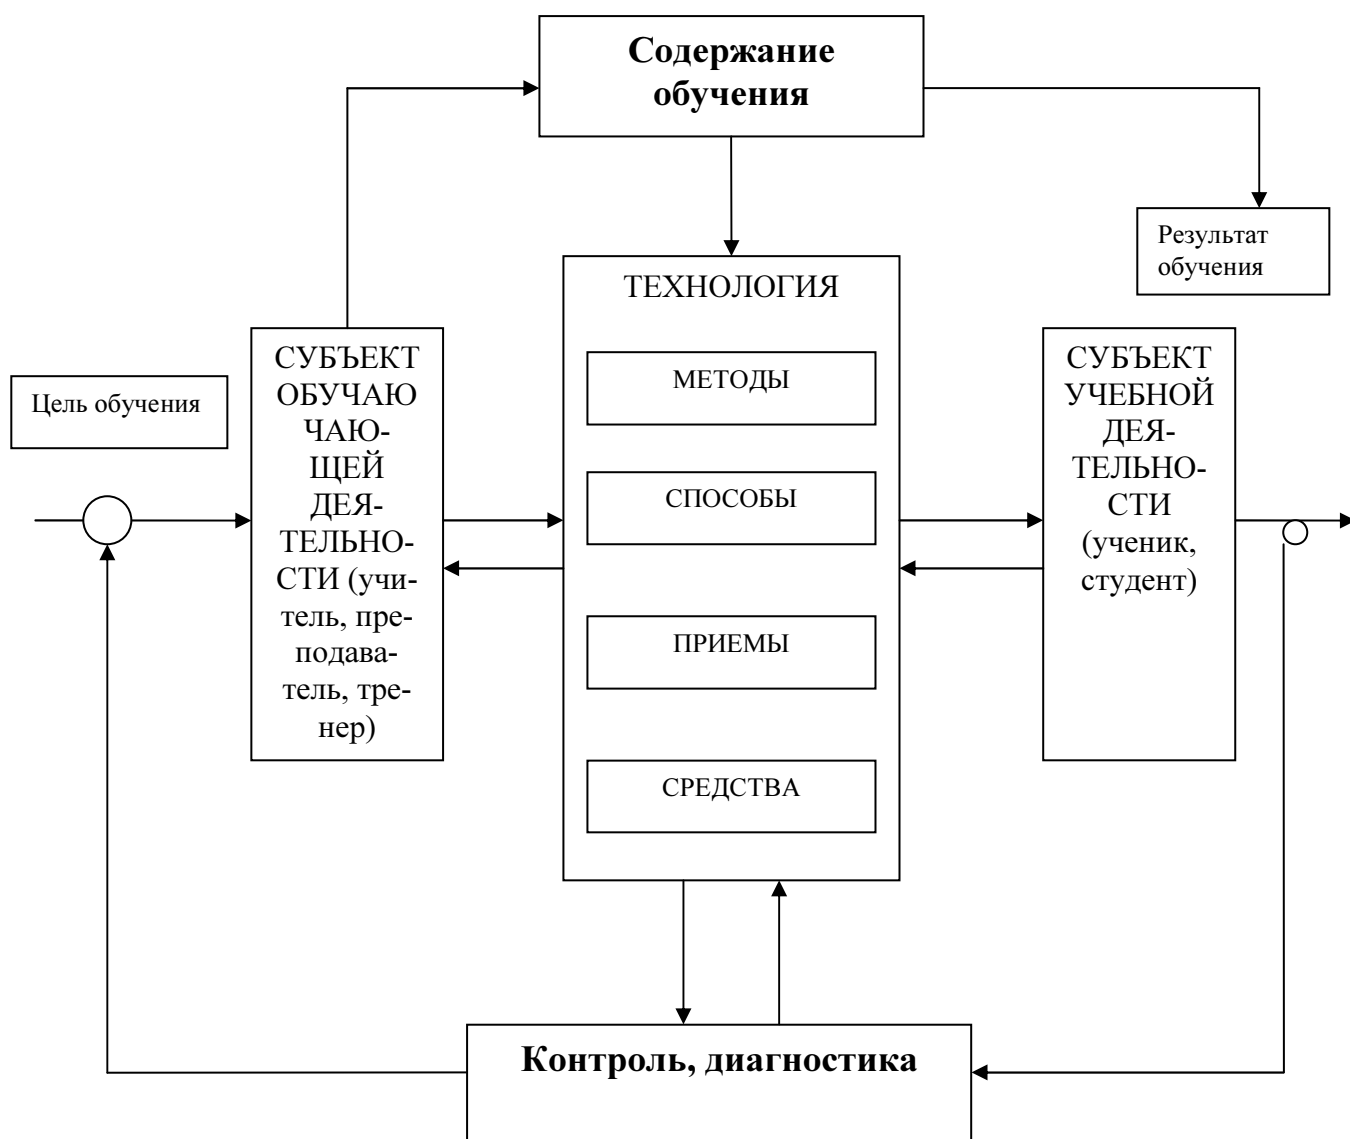 Содержание
обучения
Результат
обучения
ТЕХНОЛОГИЯ
Цель обучения
СУБЪЕКТ
ОБУЧАЮ
ЧАЮ-
ЩЕЙ
ДЕЯ-
ТЕЛЬНО-
СТИ (учи-
тель, пре-
подава-
тель, тре-
нер)
МЕТОДЫ
СПОСОБЫ
ПРИЕМЫ
СРЕДСТВА
СУБЪЕКТ
УЧЕБНОЙ
ДЕЯ-
ТЕЛЬНО-
СТИ
(ученик,
студент)
Контроль, диагностика